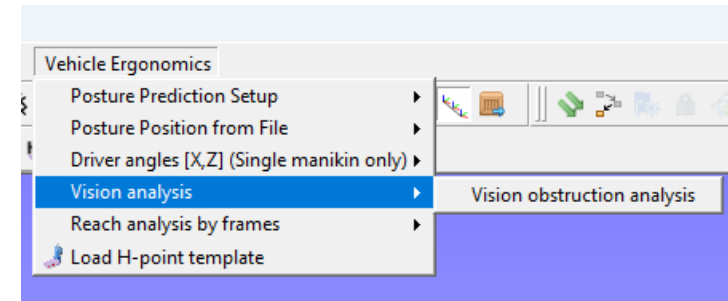 Vehicle Ergonomics
Posture Prediction Setup
Posture Position from File
Driver angles [X,Z] (Single manikin only)
Vision analysis
Vision obstruction analysis
Reach analysis by frames
Load H-point template